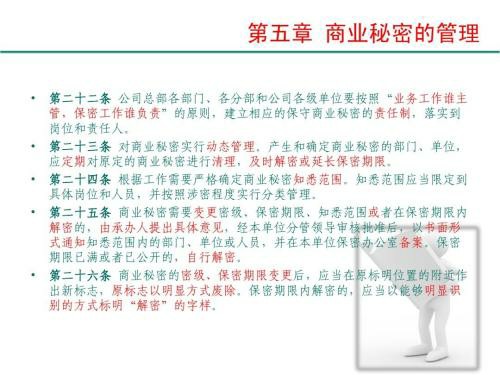 第五章 商业秘密的管理
• 第二十二条 公司总部各部门、各分部和公司各级单位要按照“业务工作谁主
管、保密工作谁负责”的原则，建立相应的保守商业秘密的责任制，落实到
岗位和责任人。
• 第二十三条 对商业秘密实行动态管理。产生和确定商业秘密的部门、单位，
应定期对原定的商业秘密进行清理，及时解密或延长保密期限。
• 第二十四条 根据工作需要严格确定商业秘密知悉范围。知悉范围应当限定到
具体岗位和人员，并按照涉密程度实行分类管理。
• 第二十五条 商业秘密需要变更密级、保密期限、知悉范围或者在保密期限内
解密的，由承办人提出具体意见，经本单位分管领导审核批准后，以书面形
式通知知悉范围内的部门、单位或人员，并在本单位保密办公室备案。保密
期限已满或者已公开的，自行解密。
• 第二十六条 商业秘密的密级、保密期限变更后，应当在原标明位置的附近作
出新标志，原标志以明显方式废除。保密期限内解密的，应当以能够明显识
别的方式标明“解密”的字样。